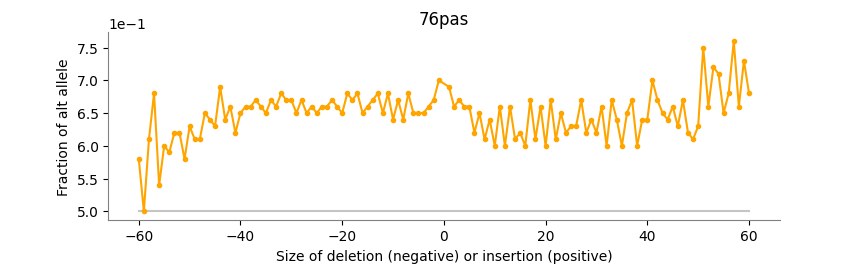 76pas
1e−1
7.5
7.0
6.5
6.0
5.5
5.0
Fraction of alt allele
−60 −40 −20 0 20 40 60
Size of deletion (negative) or insertion (positive)